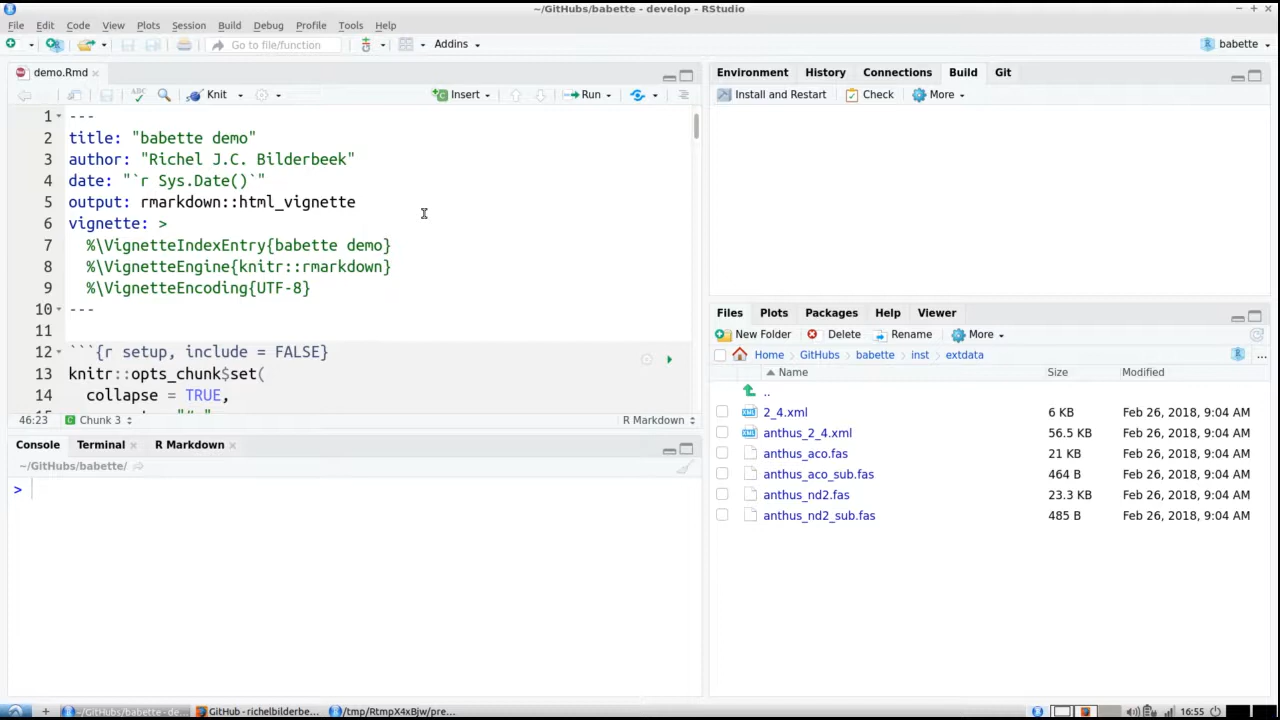 ~/GitHubs/babette - develop - RStudio
File Edit Code View Plots Session Build Debug Profile Tools Help
Go to file/function Addins babette
demo.Rmd
Knit Insert Run
1 ---
2 title: "babette demo"
3 author: "Richel J.C. Bilderbeek"
4 date: "`r Sys.Date()`"
5 output: rmarkdown::html_vignette
6 vignette: >
7 %\VignetteIndexEntry{babette demo}
8 %\VignetteEngine{knitr::rmarkdown}
9 %\VignetteEncoding{UTF-8}
10 ---
11
12 ```{r setup, include = FALSE}
13 knitr::opts_chunk$set(
14 collapse = TRUE,
46:23 Chunk 3 R Markdown
Console Terminal R Markdown
~/GitHubs/babette/
>
Environment History Connections Build Git
Install and Restart Check More
Files Plots Packages Help Viewer
New Folder Delete Rename More
Home GitHubs babette inst extdata
Name Size Modified
..
2_4.xml 6 KB Feb 26, 2018, 9:04 AM
anthus_2_4.xml 56.5 KB Feb 26, 2018, 9:04 AM
anthus_aco.fas 21 KB Feb 26, 2018, 9:04 AM
anthus_aco_sub.fas 464 B Feb 26, 2018, 9:04 AM
anthus_nd2.fas 23.3 KB Feb 26, 2018, 9:04 AM
anthus_nd2_sub.fas 485 B Feb 26, 2018, 9:04 AM
~/GitHubs/babette - de... GitHub - richelbilderbe... /tmp/RtmpX4xBjw/pre... 16:55